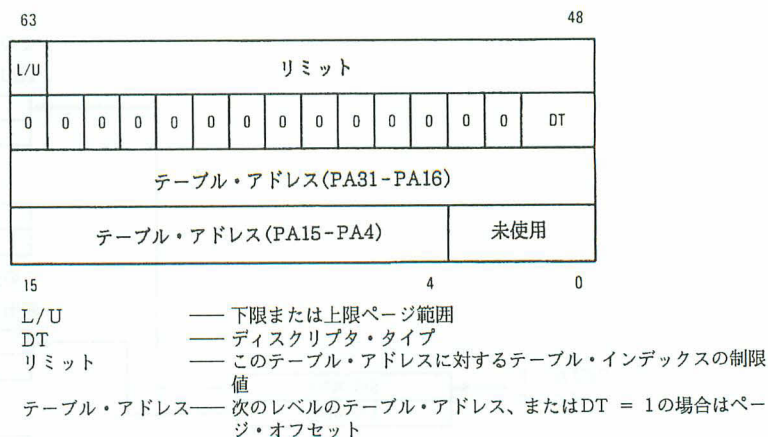 63 48
L/U リミット
0 0 0 0 0 0 0 0 0 0 0 0 0 0 DT
テーブル・アドレス(PA31-PA16)
テーブル・アドレス(PA15-PA4) 未使用
15 4 0
L/U —— 下限または上限ページ範囲
DT —— ディスクリプタ・タイプ
リミット —— このテーブル・アドレスに対するテーブル・インデックスの制限
値
テーブル・アドレス—— 次のレベルのテーブル・アドレス、またはDT = 1の場合はペー
ジ・オフセット